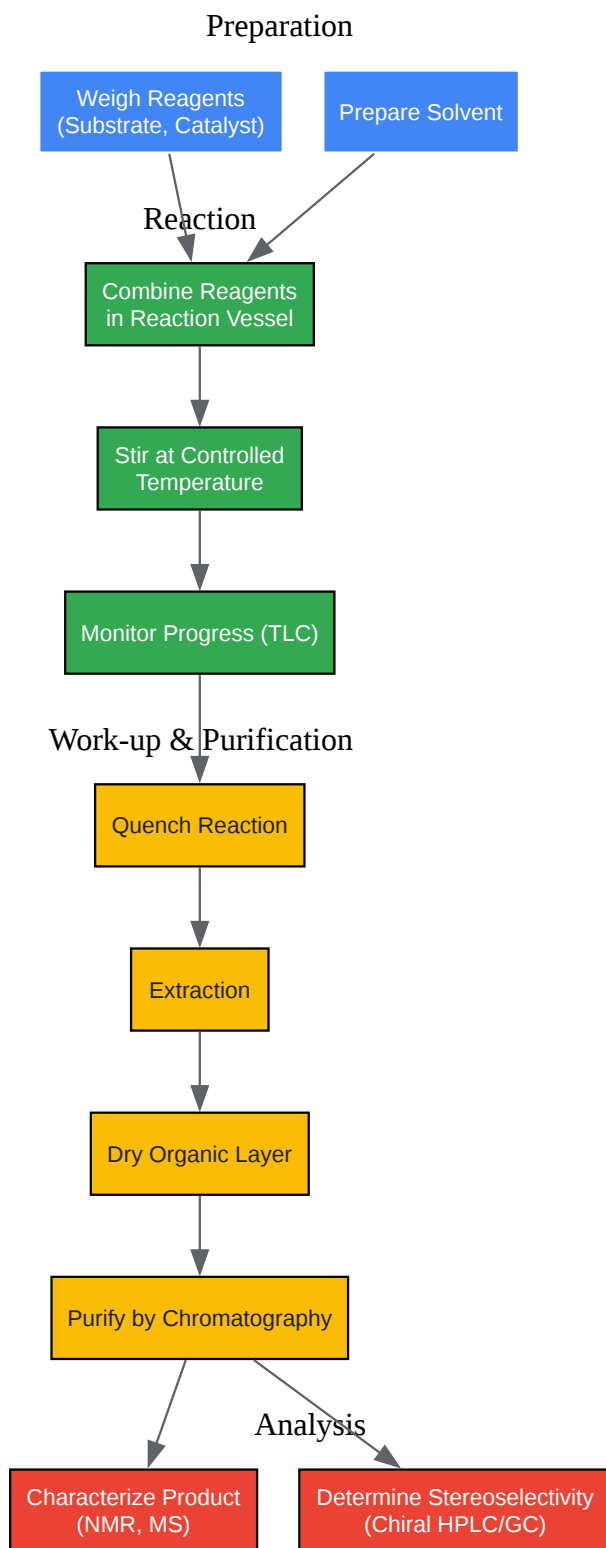 Preparation
Weigh Reagents
(Substrate, Catalyst)
Prepare Solvent
Reaction
Combine Reagents
in Reaction Vessel
Stir at Controlled
Temperature
Monitor Progress (TLC)
Work-up & Purification
Quench Reaction
Extraction
Dry Organic Layer
Purify by Chromatography
Analysis
Characterize Product
(NMR, MS)
Determine Stereoselectivity
(Chiral HPLC/GC)